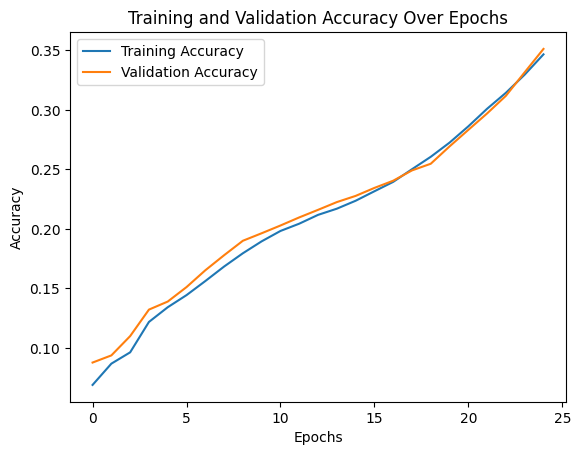 Training and Validation Accuracy Over Epochs
Training Accuracy
Validation Accuracy
Accuracy
0.35
0.30
0.25
0.20
0.15
0.10
0 5 10 15 20 25
Epochs